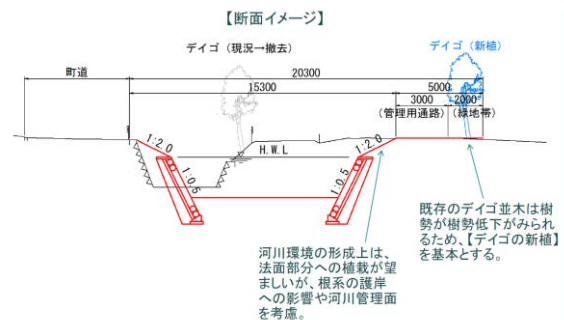 【断面イメージ】
デイゴ（現況→撤去）
デイゴ（新植）
町道
20300
15300
5000
3000
2000
（管理用通路）
（緑地帯）
1:2.0
H.W.L
1:2.0
1:0.5
1:0.5
既存のデイゴ並木は樹
勢が樹勢低下がみられ
るため、【デイゴの新植】
を基本とする。
河川環境の形成上は、
法面部分への植栽が望
ましいが、根系の護岸
への影響や河川管理面
を考慮。